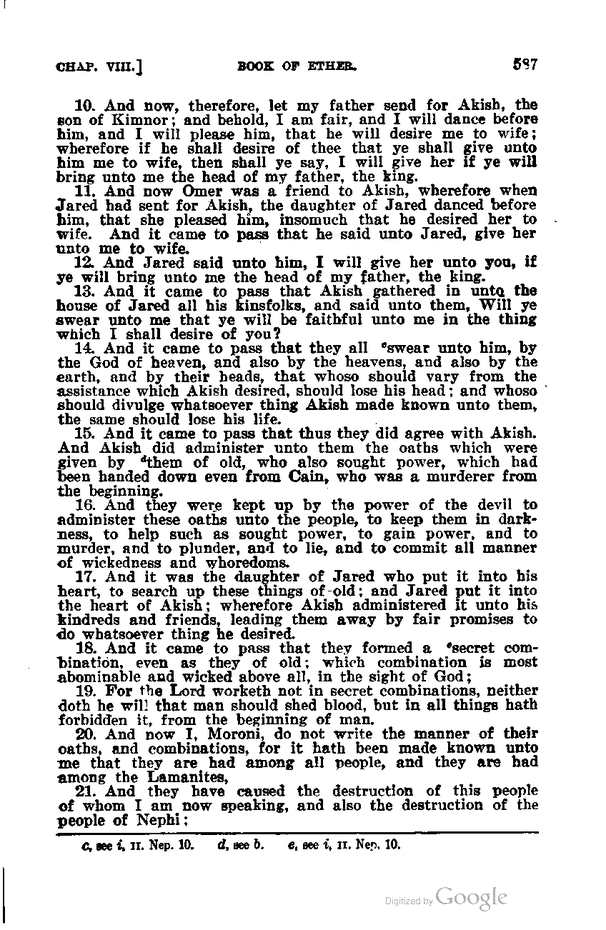 CHAP. VIII.] BOOK OF ETHER. 587
10. And now, therefore, let my father send for Akish, the
son of Kimnor; and behold, I am fair, and I will dance before
him, and I will please him, that he will desire me to wife;
wherefore if he shall desire of thee that ye shall give unto
him me to wife, then shall ye say, I will give her if ye will
bring unto me the head of my father, the king.
11. And now Omer was a friend to Akish, wherefore when
Jared had sent for Akish, the daughter of Jared danced before
him, that she pleased him, insomuch that he desired her to
wife. And it came to pass that he said unto Jared, give her
unto me to wife.
12. And Jared said unto him, I will give her unto you, if
ye will bring unto me the head of my father, the king.
13. And it came to pass that Akish gathered in unto the
house of Jared all his kinsfolks, and said unto them, Will ye
swear unto me that ye will be faithful unto me in the thing
which I shall desire of you?
14. And it came to pass that they all ᶜswear unto him, by
the God of heaven, and also by the heavens, and also by the
earth, and by their heads, that whoso should vary from the
assistance which Akish desired, should lose his head; and whoso
should divulge whatsoever thing Akish made known unto them,
the same should lose his life.
15. And it came to pass that thus they did agree with Akish.
And Akish did administer unto them the oaths which were
given by ᵈthem of old, who also sought power, which had
been handed down even from Cain, who was a murderer from
the beginning.
16. And they were kept up by the power of the devil to
administer these oaths unto the people, to keep them in dark-
ness, to help such as sought power, to gain power, and to
murder, and to plunder, and to lie, and to commit all manner
of wickedness and whoredoms.
17. And it was the daughter of Jared who put it into his
heart, to search up these things of old; and Jared put it into
the heart of Akish; wherefore Akish administered it unto his
kindreds and friends, leading them away by fair promises to
do whatsoever thing he desired.
18. And it came to pass that they formed a ᵉsecret com-
bination, even as they of old; which combination is most
abominable and wicked above all, in the sight of God;
19. For the Lord worketh not in secret combinations, neither
doth he will that man should shed blood, but in all things hath
forbidden it, from the beginning of man.
20. And now I, Moroni, do not write the manner of their
oaths, and combinations, for it hath been made known unto
me that they are had among all people, and they are had
among the Lamanites,
21. And they have caused the destruction of this people
of whom I am now speaking, and also the destruction of the
people of Nephi;
c, see i, II. Nep. 10. d, see b. e, see i, II. Nep. 10.
Digitized by Google